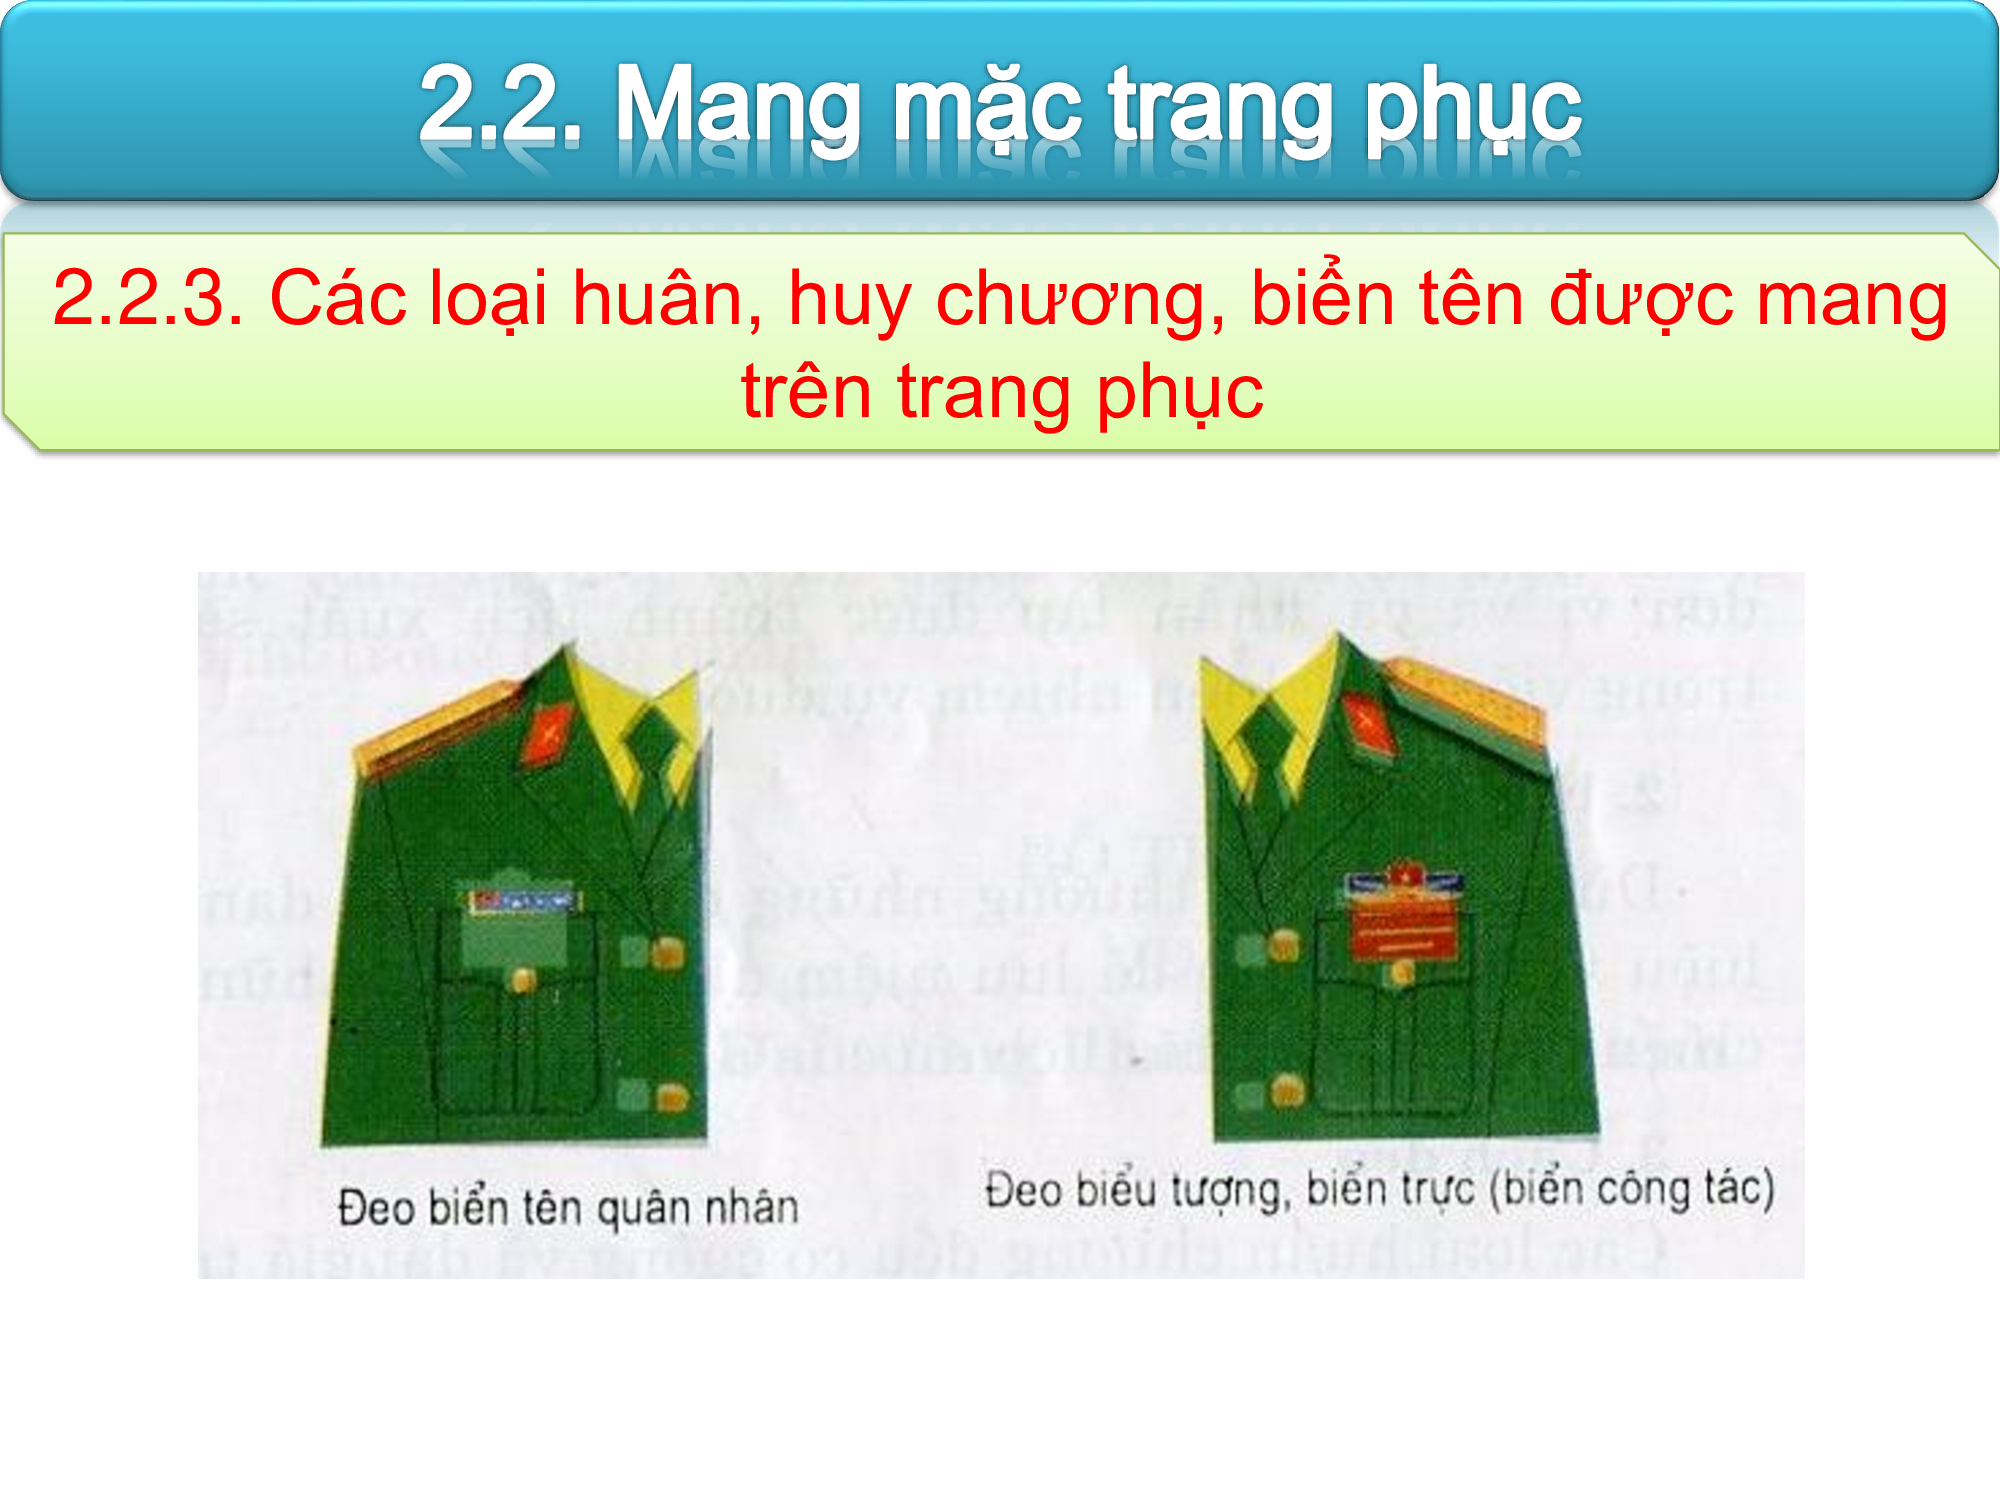 2.2. Mang mặc trang phục
2.2.3. Các loại huân, huy chương, biển tên được mang
trên trang phục
Đeo biển tên quân nhân
Đeo biểu tượng, biển trực (biển công tác)